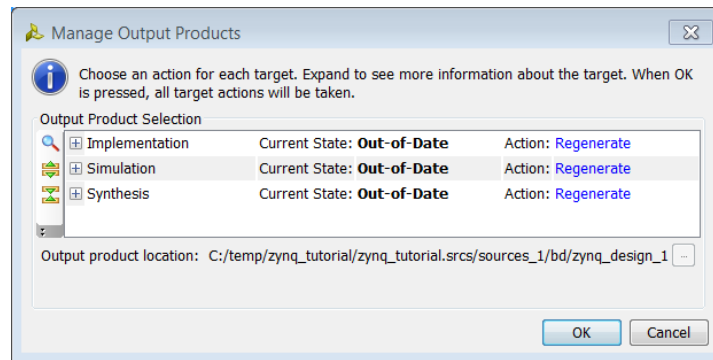 Manage Output Products
Choose an action for each target. Expand to see more information about the target. When OK
is pressed, all target actions will be taken.
Output Product Selection
Implementation Current State: Out-of-Date Action: Regenerate
Simulation Current State: Out-of-Date Action: Regenerate
Synthesis Current State: Out-of-Date Action: Regenerate
Output product location: C:/temp/zynq_tutorial/zynq_tutorial.srcs/sources_1/bd/zynq_design_1 ...
OK Cancel